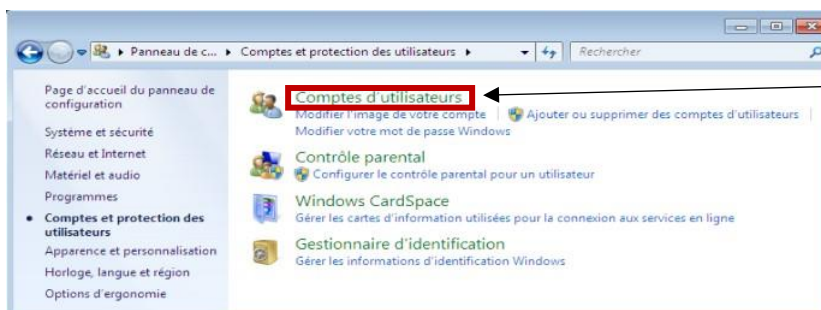 Panneau de c... Comptes et protection des utilisateurs Rechercher
Page d'accueil du panneau de
configuration
Système et sécurité
Réseau et Internet
Matériel et audio
Programmes
Comptes et protection des
utilisateurs
Apparence et personnalisation
Horloge, langue et région
Options d'ergonomie
Comptes d'utilisateurs
Modifier l'image de votre compte Ajouter ou supprimer des comptes d'utilisateurs
Modifier votre mot de passe Windows
Contrôle parental
Configurer le contrôle parental pour un utilisateur
Windows CardSpace
Gérer les cartes d'information utilisées pour la connexion aux services en ligne
Gestionnaire d'identification
Gérer les informations d'identification Windows